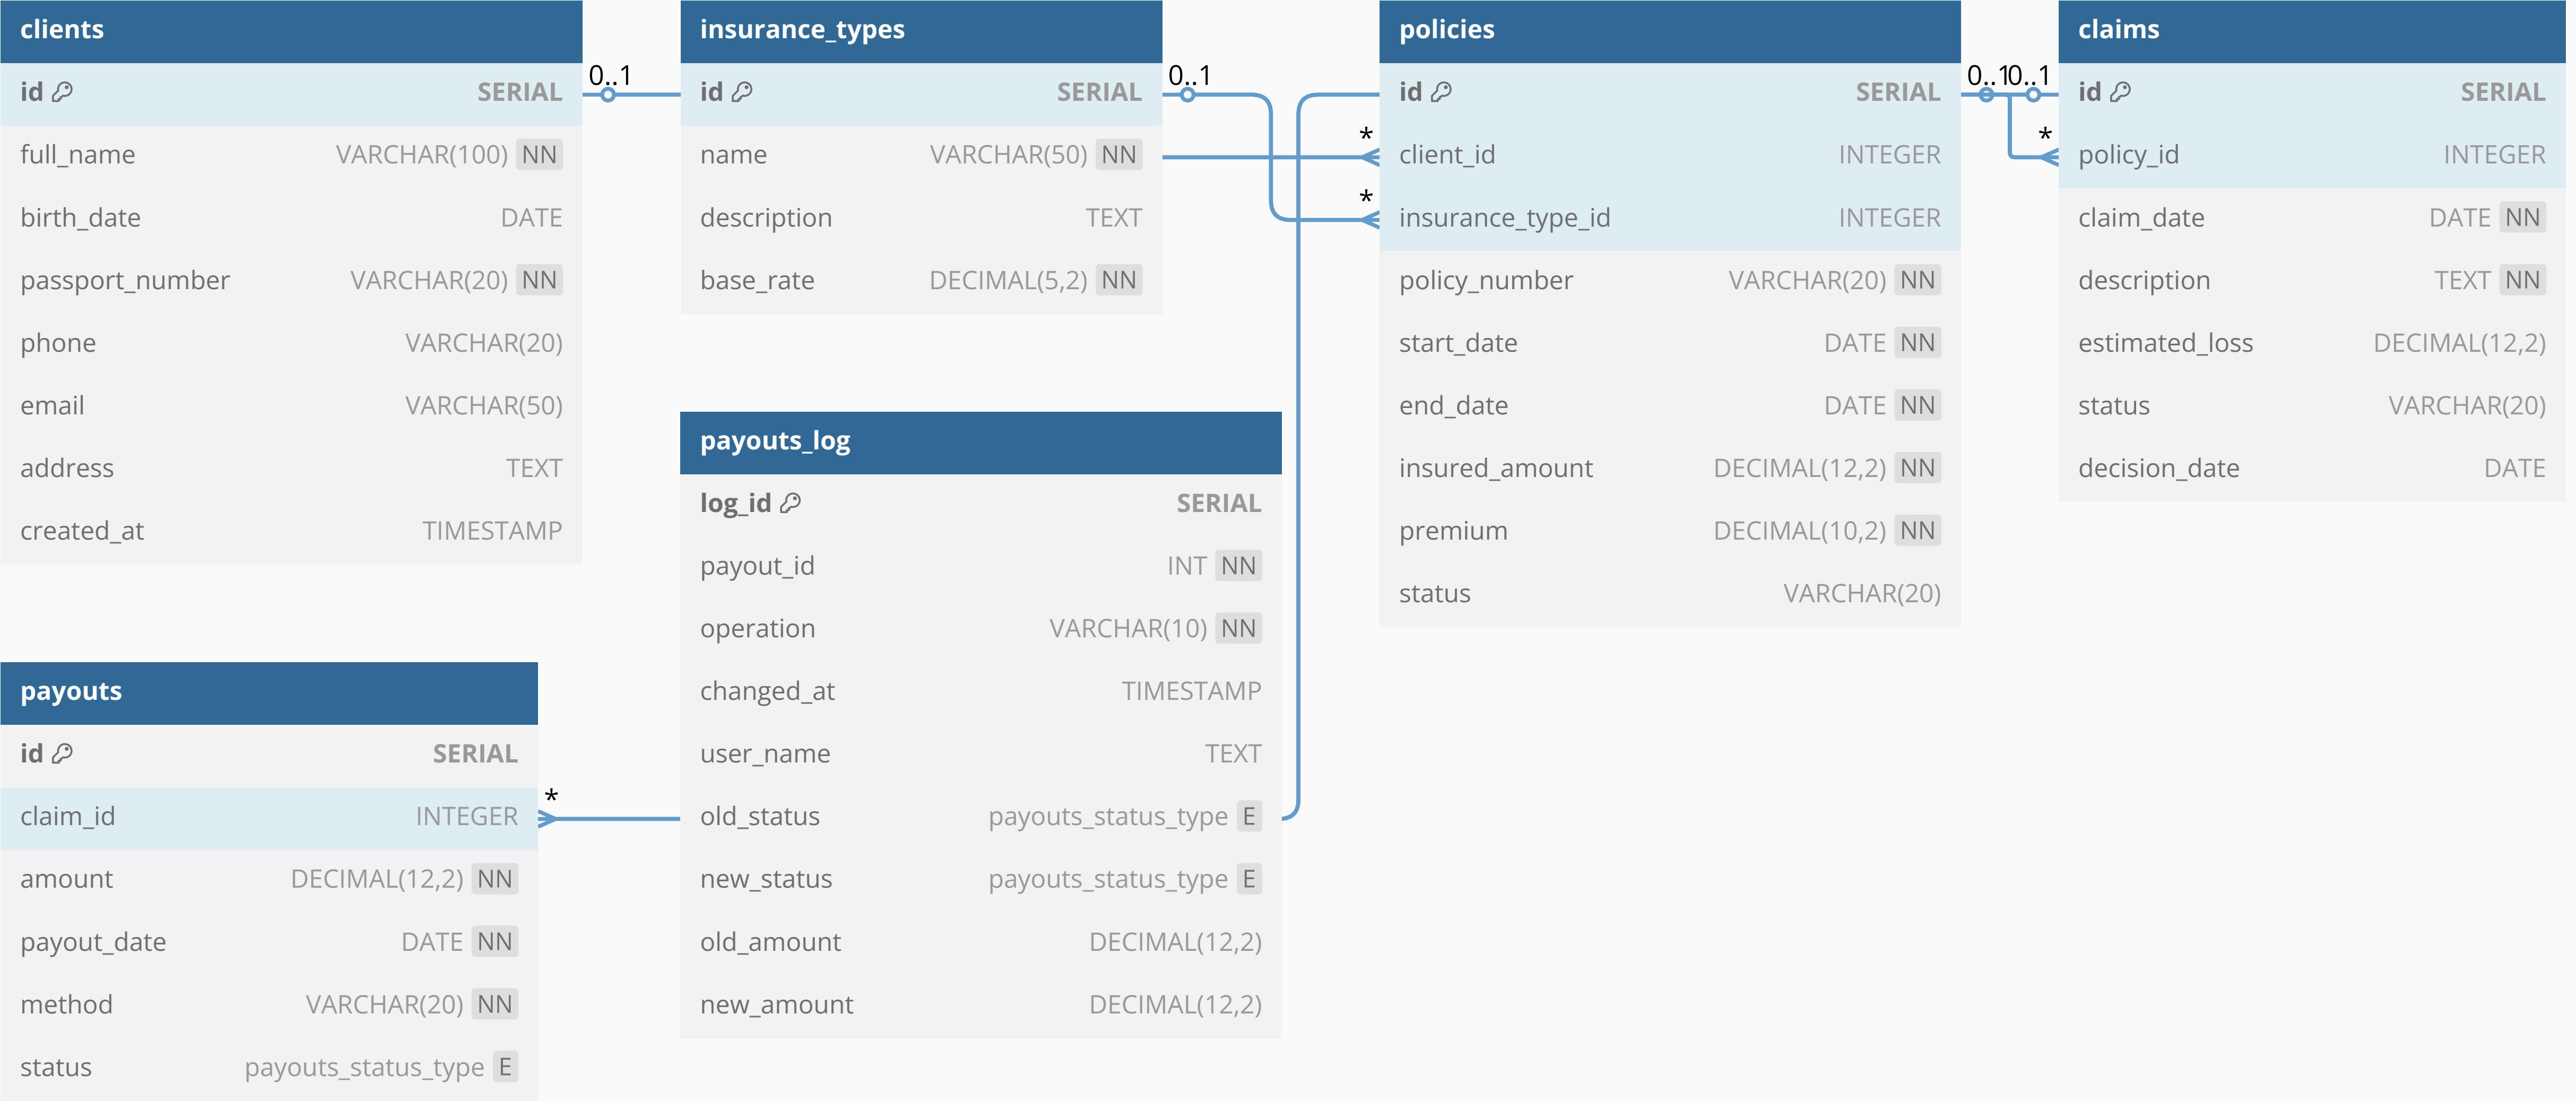 clients
id SERIAL
full_name VARCHAR(100) NN
birth_date DATE
passport_number VARCHAR(20) NN
phone VARCHAR(20)
email VARCHAR(50)
address TEXT
created_at TIMESTAMP
0..1
insurance_types
id SERIAL
name VARCHAR(50) NN
description TEXT
base_rate DECIMAL(5,2) NN
0..1
*
*
policies
id SERIAL
client_id INTEGER
insurance_type_id INTEGER
policy_number VARCHAR(20) NN
start_date DATE NN
end_date DATE NN
insured_amount DECIMAL(12,2) NN
premium DECIMAL(10,2) NN
status VARCHAR(20)
0..1
0..1
*
claims
id SERIAL
policy_id INTEGER
claim_date DATE NN
description TEXT NN
estimated_loss DECIMAL(12,2)
status VARCHAR(20)
decision_date DATE
payouts_log
log_id SERIAL
payout_id INT NN
operation VARCHAR(10) NN
changed_at TIMESTAMP
user_name TEXT
old_status payouts_status_type E
new_status payouts_status_type E
old_amount DECIMAL(12,2)
new_amount DECIMAL(12,2)
payouts
id SERIAL
claim_id INTEGER
*
amount DECIMAL(12,2) NN
payout_date DATE NN
method VARCHAR(20) NN
status payouts_status_type E